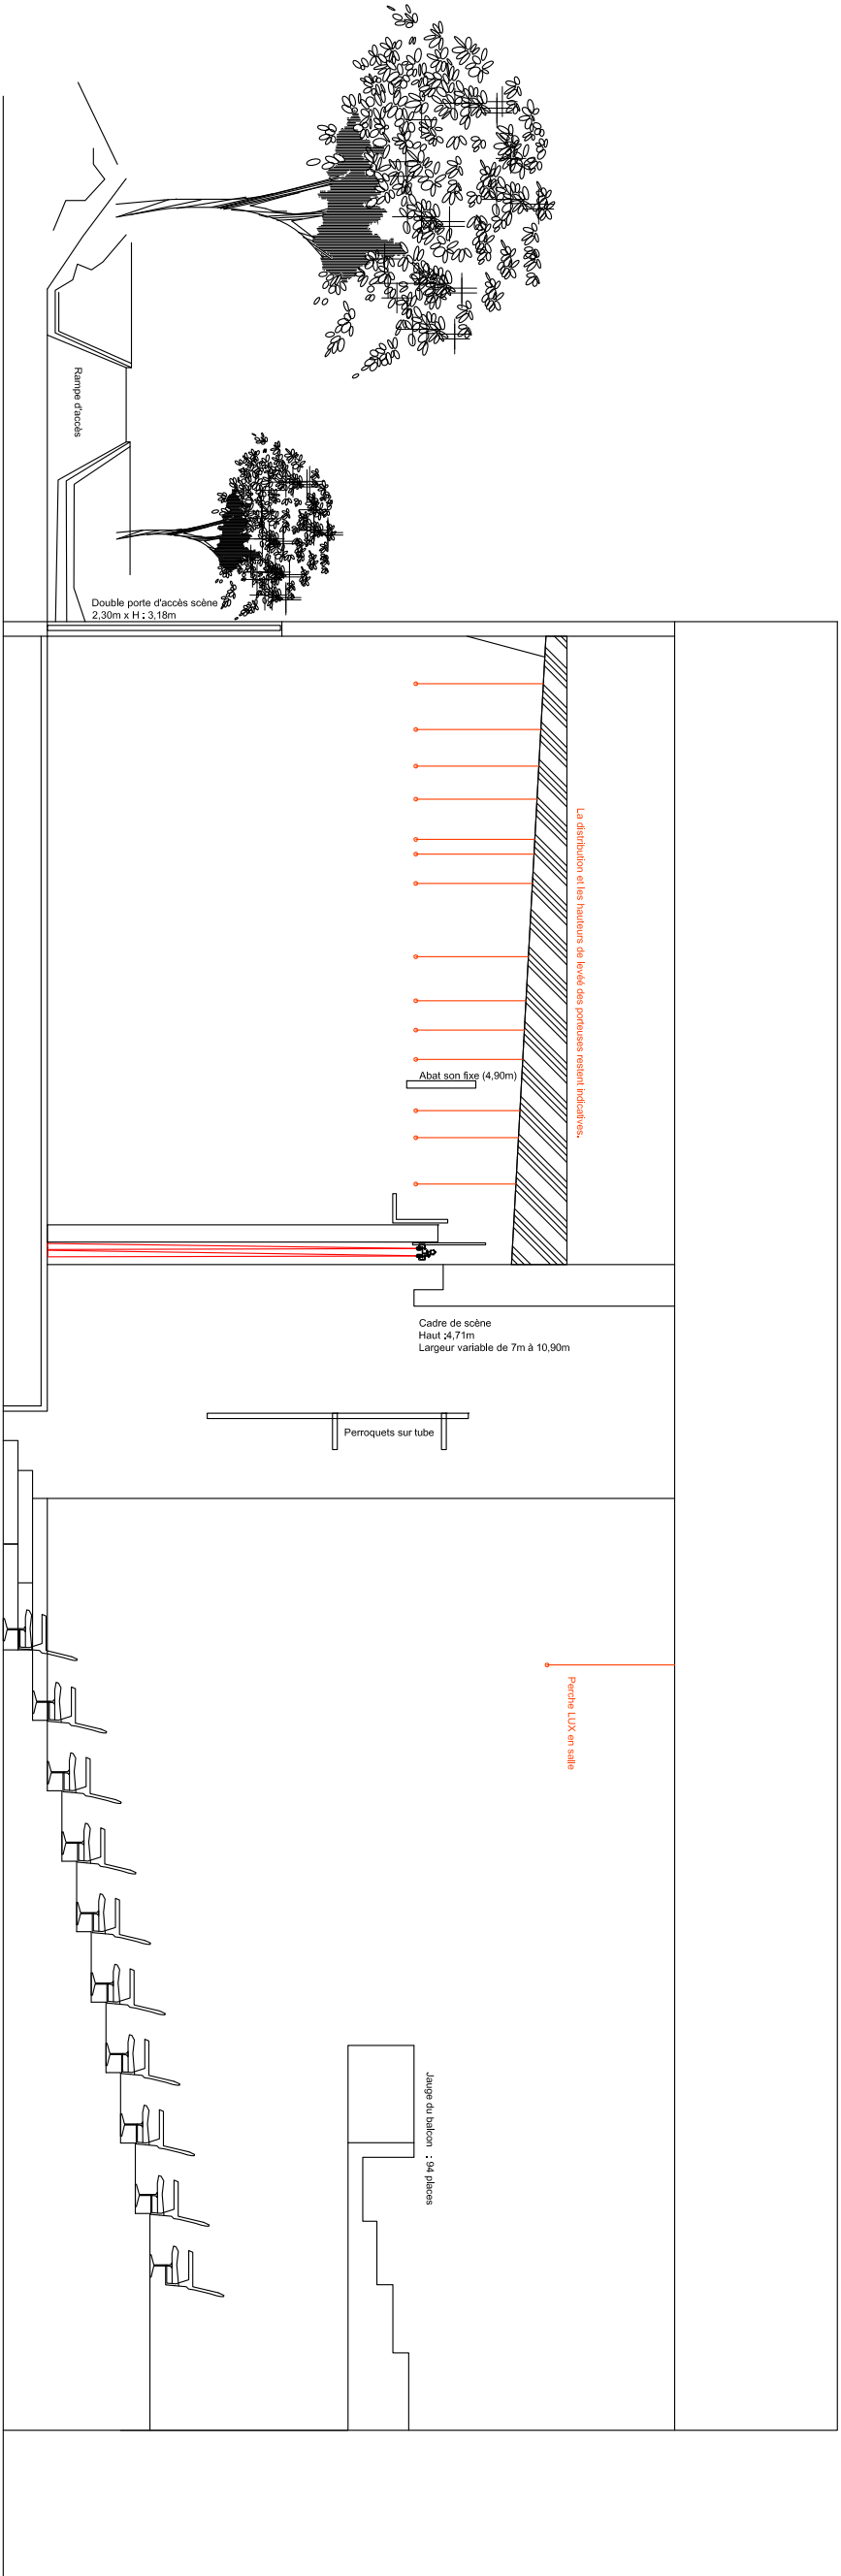 Rampe d'accès
Double porte d'accès scène
2,30m x H : 3,18m
La distribution et les hauteurs de levéé des porteuses restent indicatives.
Abat son fixe (4,90m)
Cadre de scène
Haut :4,71m
Largeur variable de 7m à 10,90m
Perroquets sur tube
Perche LUX en salle
Jauge du balcon : 94 places